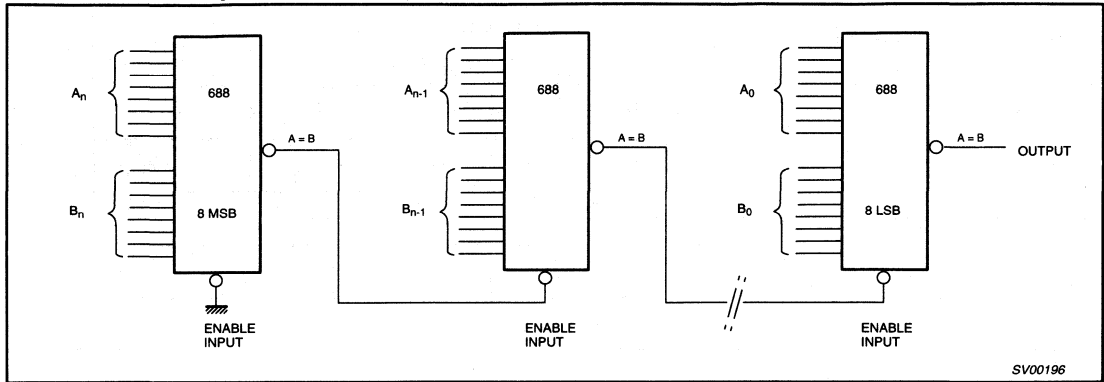 An
688
A = B
Bn
8 MSB
ENABLE
INPUT
An-1
688
A = B
Bn-1
ENABLE
INPUT
A0
688
A = B
OUTPUT
B0
8 LSB
ENABLE
INPUT
SV00196